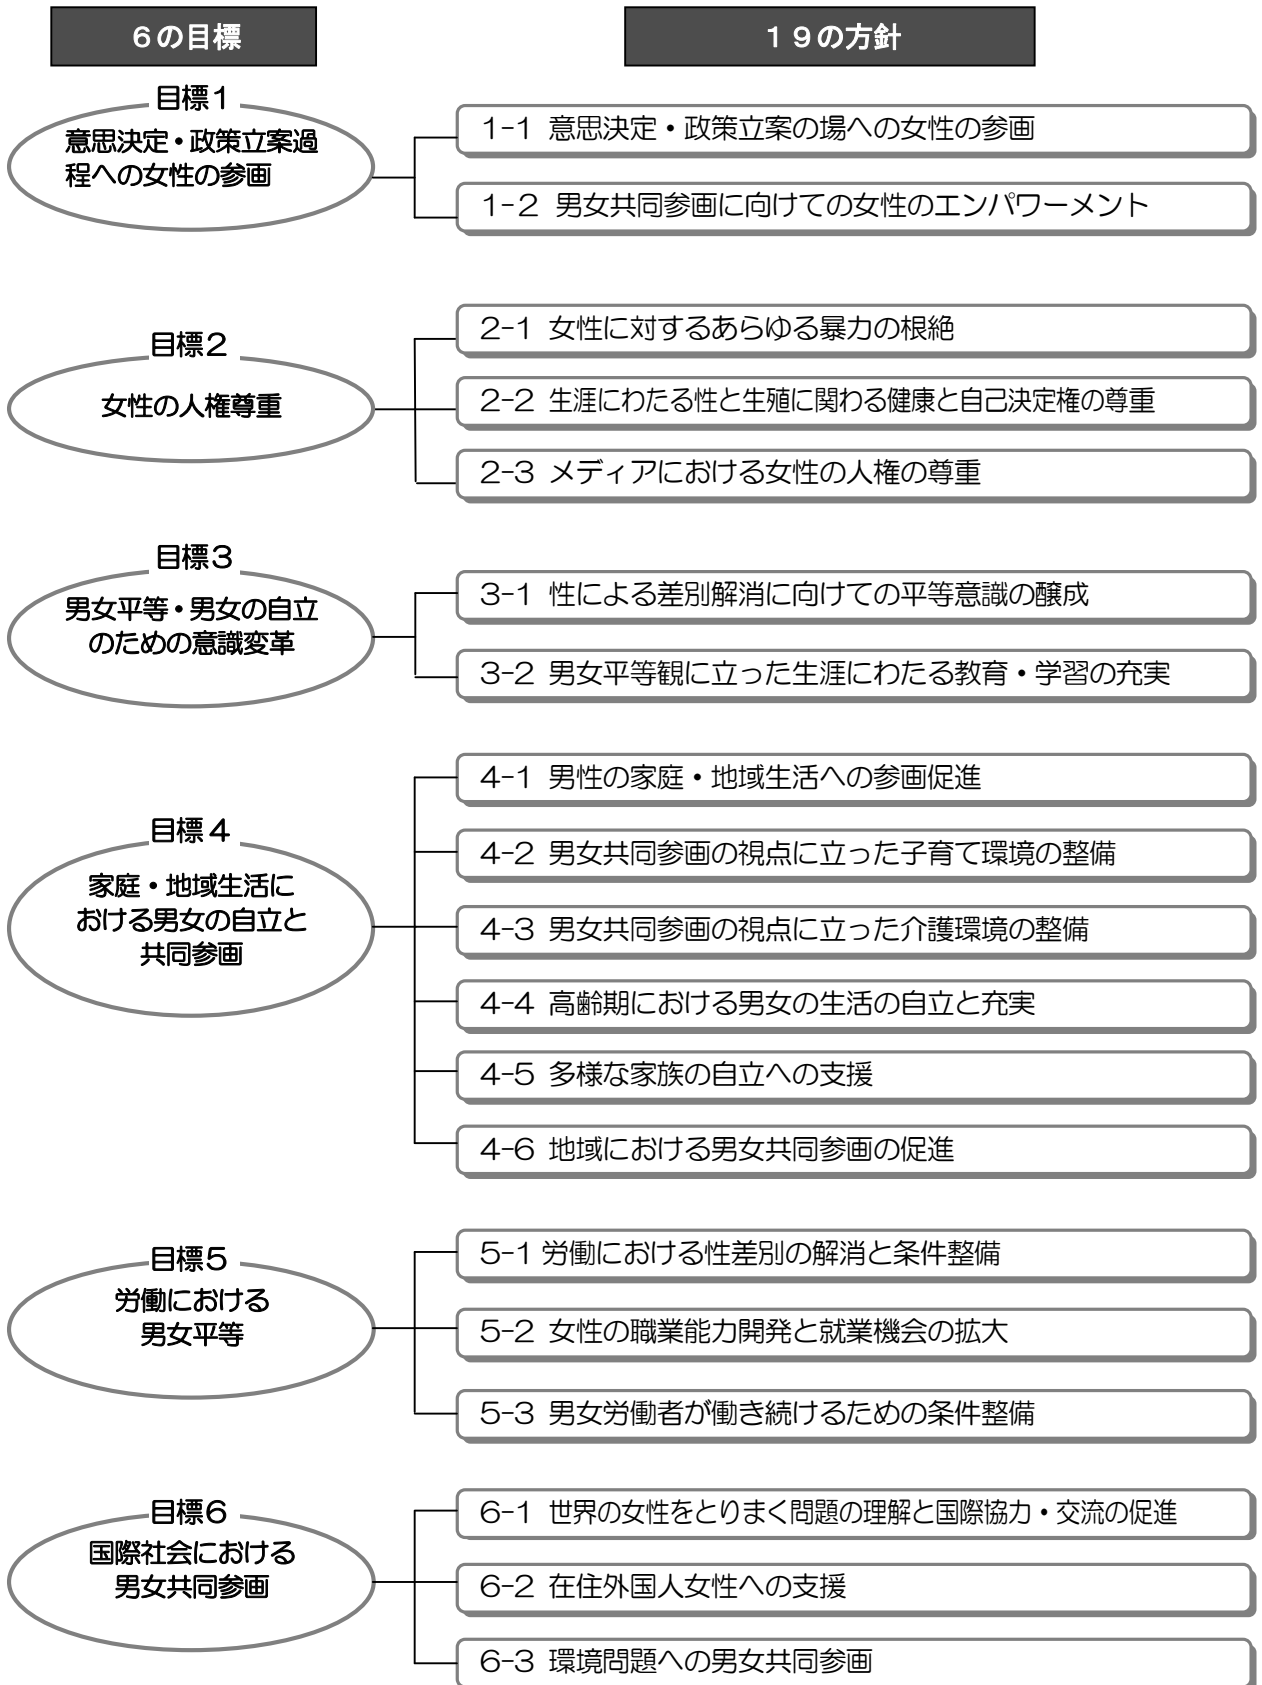 ６の目標
１９の方針
目標１
意思決定・政策立案過
程への女性の参画
1-1 意思決定・政策立案の場への女性の参画
1-2 男女共同参画に向けての女性のエンパワーメント
目標２
女性の人権尊重
2-1 女性に対するあらゆる暴力の根絶
2-2 生涯にわたる性と生殖に関わる健康と自己決定権の尊重
2-3 メディアにおける女性の人権の尊重
目標３
男女平等・男女の自立
のための意識変革
3-1 性による差別解消に向けての平等意識の醸成
3-2 男女平等観に立った生涯にわたる教育・学習の充実
目標４
家庭・地域生活に
おける男女の自立と
共同参画
4-1 男性の家庭・地域生活への参画促進
4-2 男女共同参画の視点に立った子育て環境の整備
4-3 男女共同参画の視点に立った介護環境の整備
4-4 高齢期における男女の生活の自立と充実
4-5 多様な家族の自立への支援
4-6 地域における男女共同参画の促進
目標５
労働における
男女平等
5-1 労働における性差別の解消と条件整備
5-2 女性の職業能力開発と就業機会の拡大
5-3 男女労働者が働き続けるための条件整備
目標６
国際社会における
男女共同参画
6-1 世界の女性をとりまく問題の理解と国際協力・交流の促進
6-2 在住外国人女性への支援
6-3 環境問題への男女共同参画